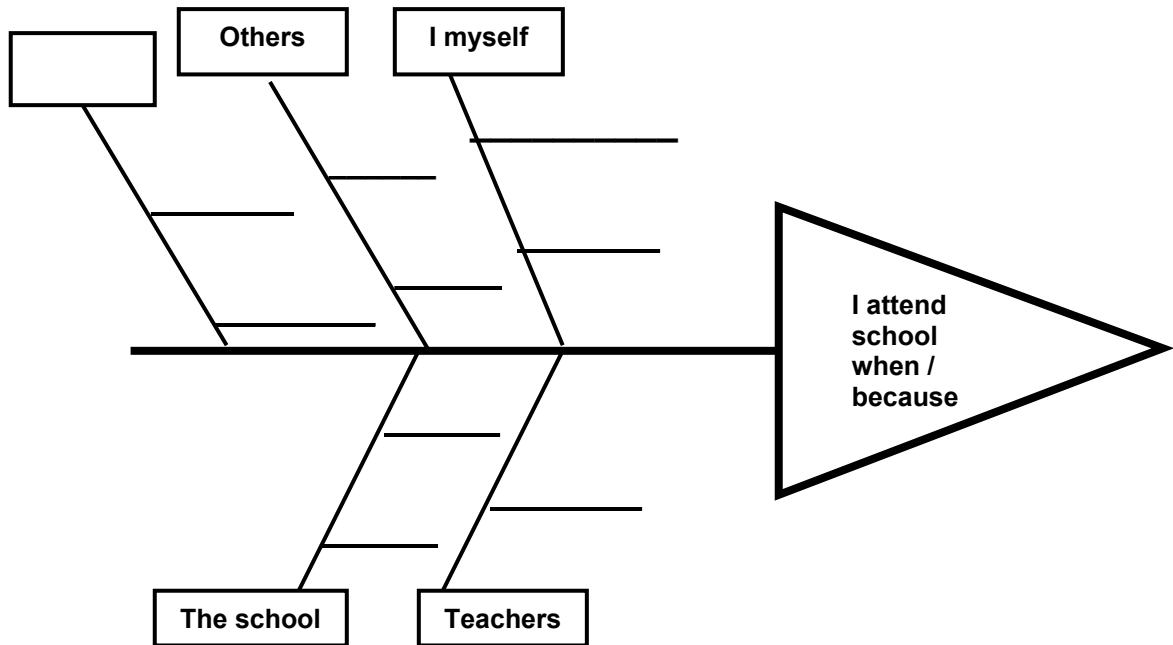 Others
I myself
I attend
school
when /
because
The school
Teachers